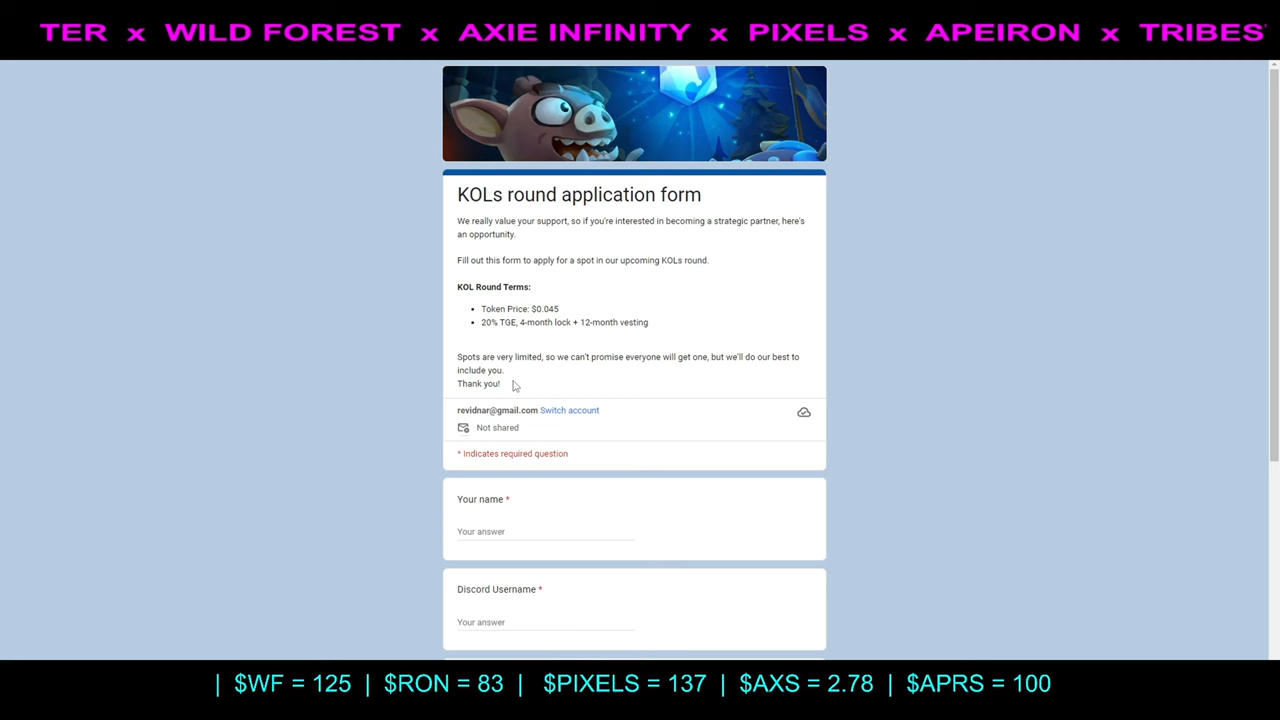 TER x WILD FOREST x AXIE INFINITY x PIXELS x APEIRON x TRIBES
KOLs round application form
We really value your support, so if you're interested in becoming a strategic partner, here's
an opportunity.
Fill out this form to apply for a spot in our upcoming KOLs round.
KOL Round Terms:
• Token Price: $0.045
• 20% TGE, 4-month lock + 12-month vesting
Spots are very limited, so we can't promise everyone will get one, but we'll do our best to
include you.
Thank you!
revidnar@gmail.com Switch account
Not shared
* Indicates required question
Your name *
Your answer
Discord Username *
Your answer
| $WF = 125 | $RON = 83 | $PIXELS = 137 | $AXS = 2.78 | $APRS = 100